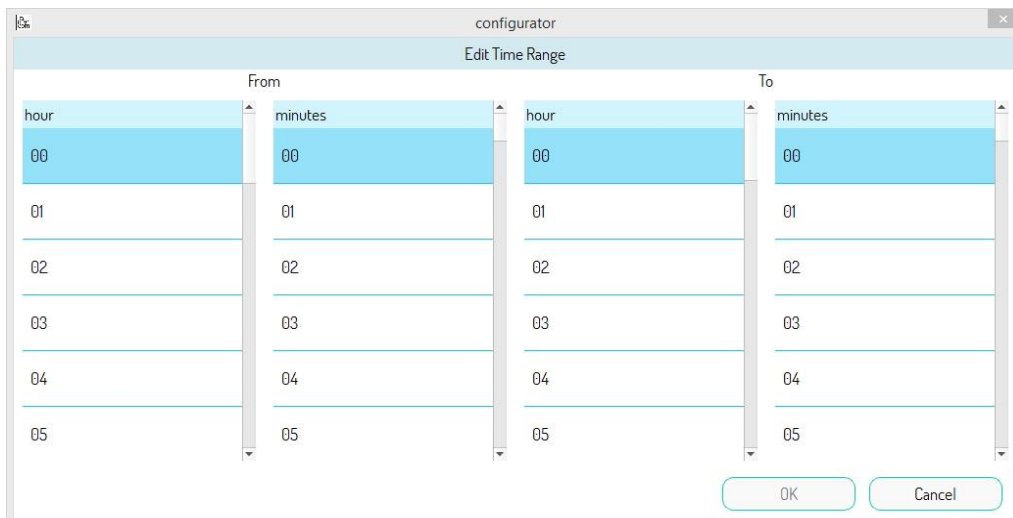 configurator
Edit Time Range
From To
hour minutes hour minutes
00 00 00 00
01 01 01 01
02 02 02 02
03 03 03 03
04 04 04 04
05 05 05 05
OK Cancel